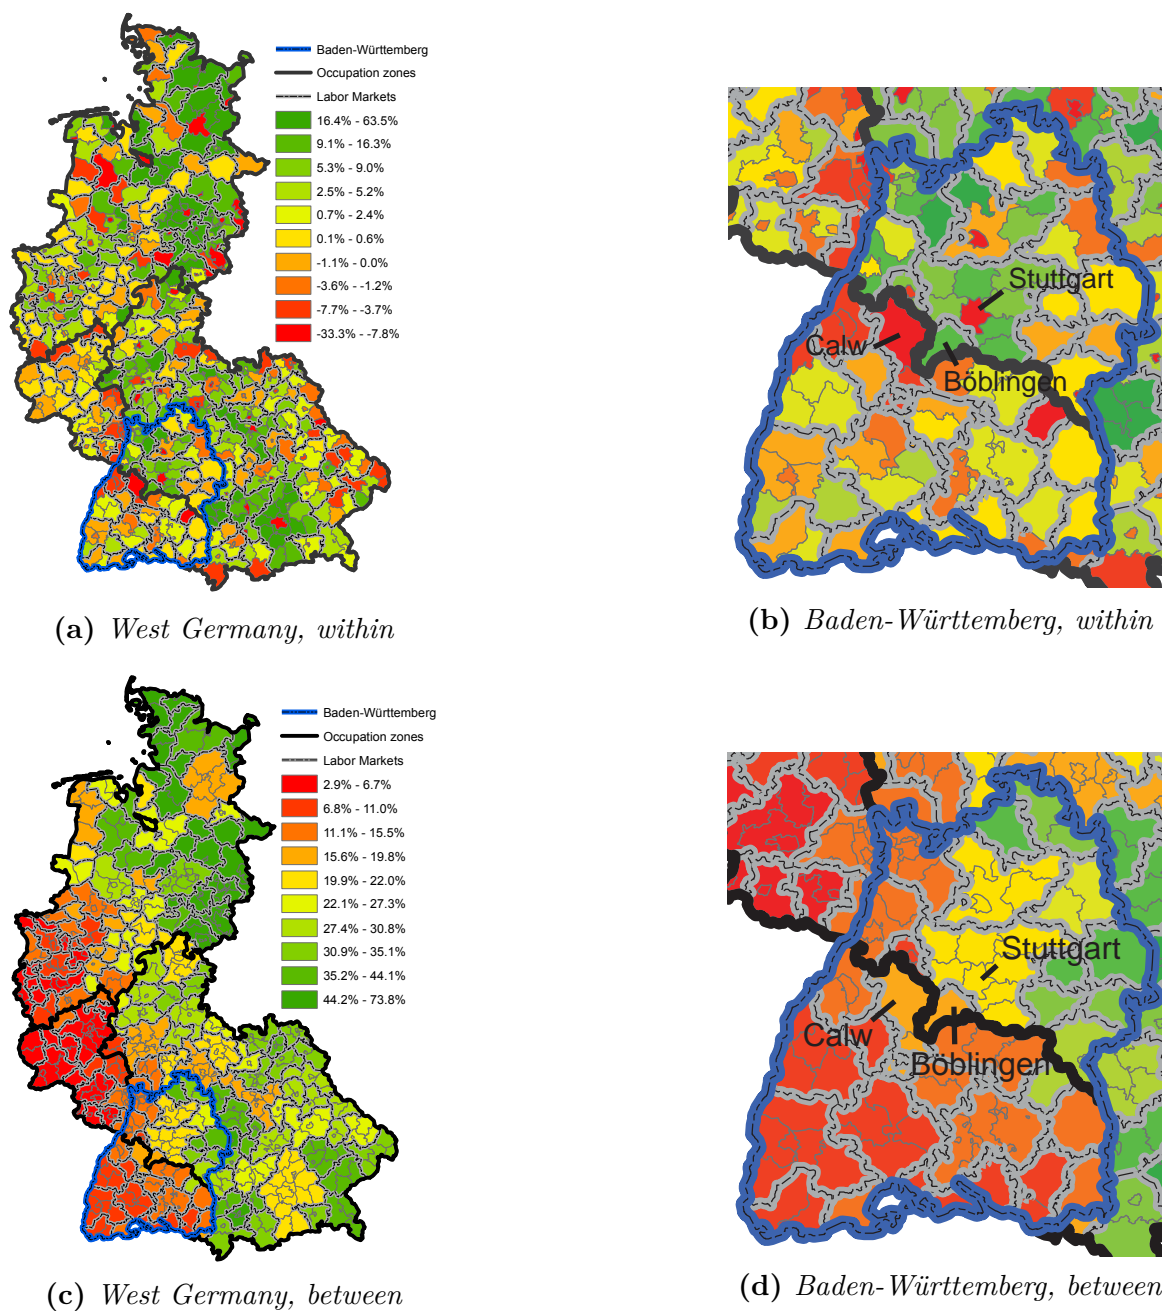 Baden-Württemberg
Occupation zones
Labor Markets
16.4% - 63.5%
9.1% - 16.3%
5.3% - 9.0%
2.5% - 5.2%
0.7% - 2.4%
0.1% - 0.6%
-1.1% - 0.0%
-3.6% - -1.2%
-7.7% - -3.7%
-33.3% - -7.8%
(a) West Germany, within
Stuttgart
Calw
Böblingen
(b) Baden-Württemberg, within
Baden-Württemberg
Occupation zones
Labor Markets
2.9% - 6.7%
6.8% - 11.0%
11.1% - 15.5%
15.6% - 19.8%
19.9% - 22.0%
22.1% - 27.3%
27.4% - 30.8%
30.9% - 35.1%
35.2% - 44.1%
44.2% - 73.8%
(c) West Germany, between
Stuttgart
Calw
Böblingen
(d) Baden-Württemberg, between